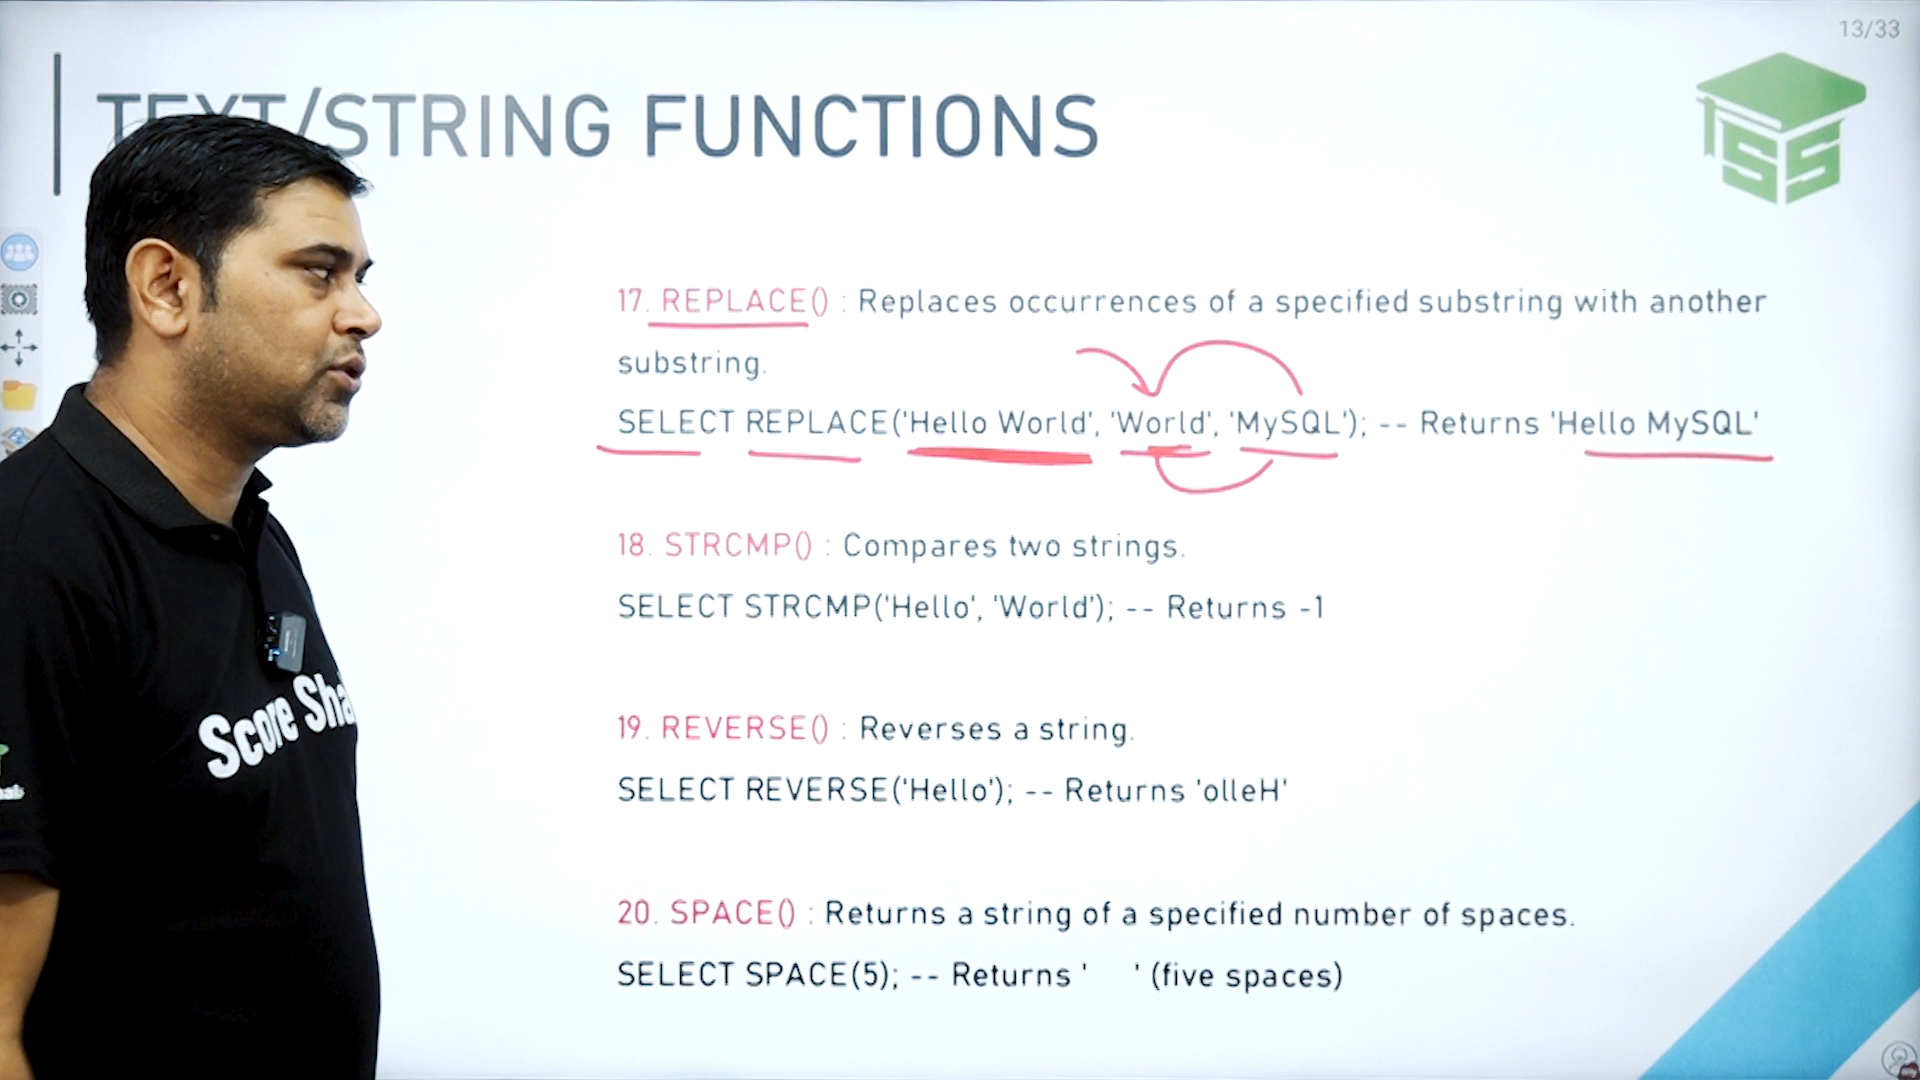 13/33
TEXT/STRING FUNCTIONS
SS
17. REPLACE() : Replaces occurrences of a specified substring with another
substring.
SELECT REPLACE('Hello World', 'World', 'MySQL'); -- Returns 'Hello MySQL'
18. STRCMP() : Compares two strings.
SELECT STRCMP('Hello', 'World'); -- Returns -1
19. REVERSE() : Reverses a string.
SELECT REVERSE('Hello'); -- Returns 'olleH'
20. SPACE() : Returns a string of a specified number of spaces.
SELECT SPACE(5); -- Returns '     ' (five spaces)
Score Sha